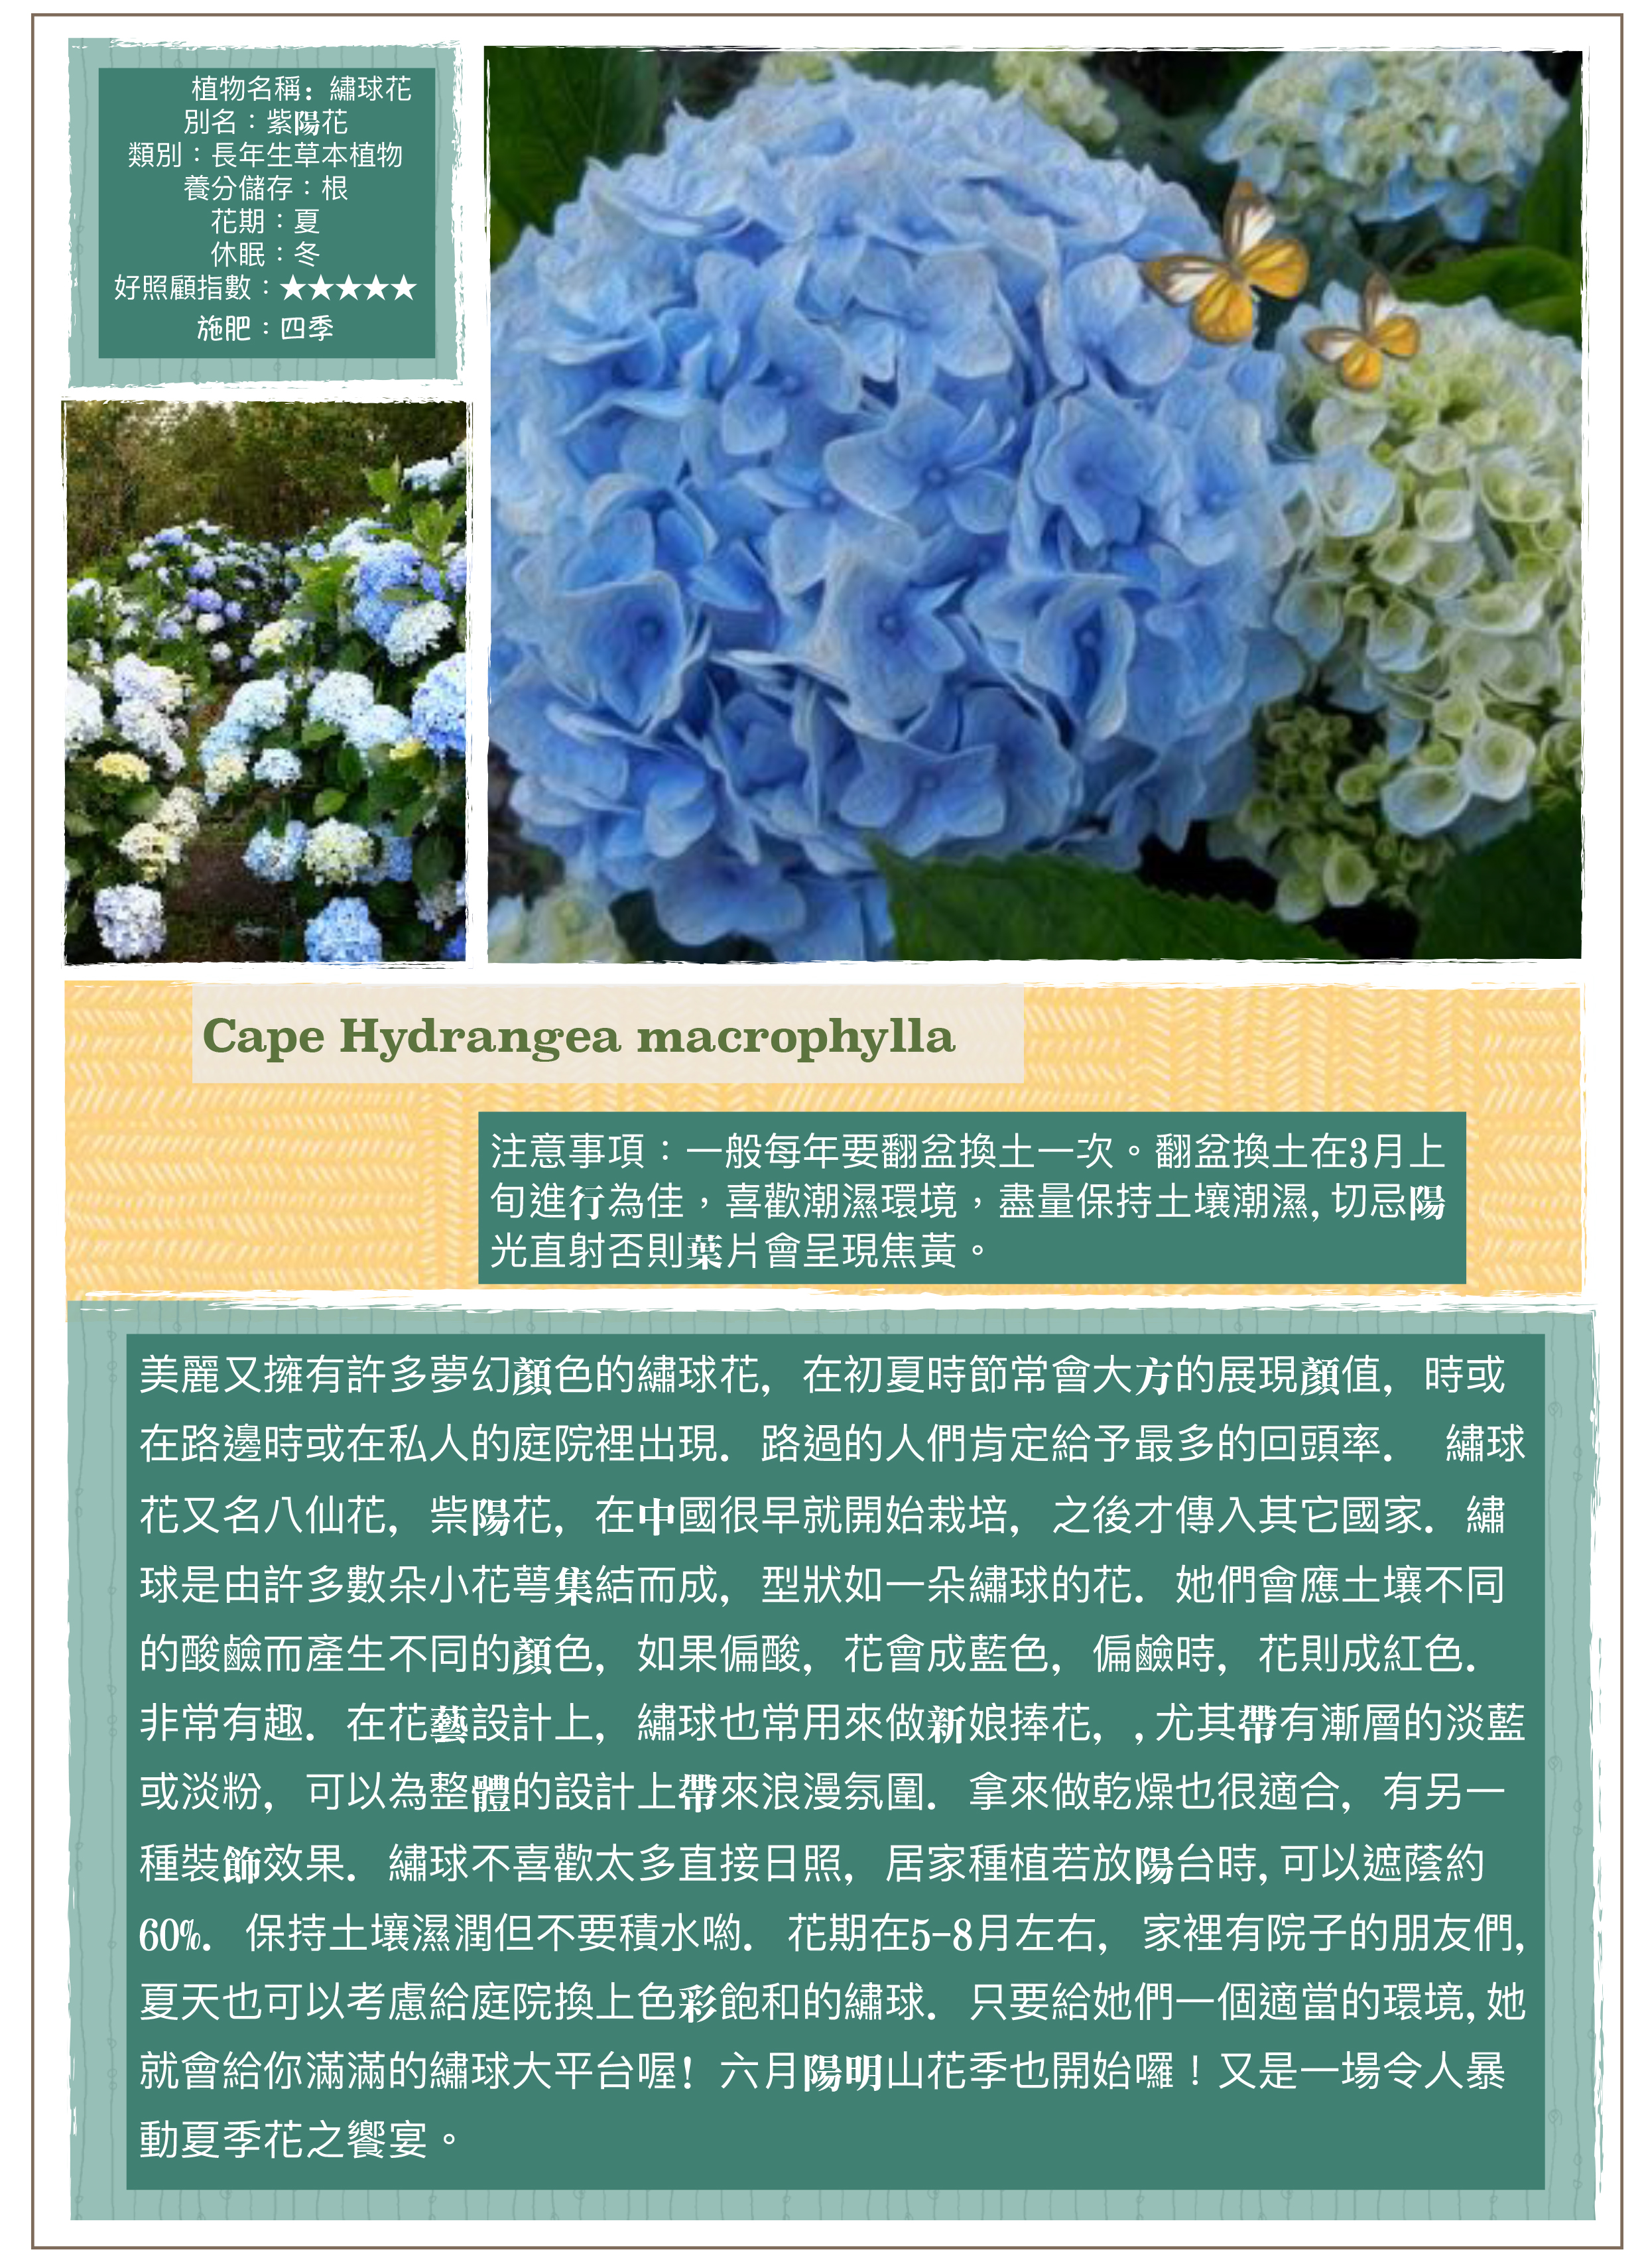 植物名稱：繡球花
別名：紫陽花
類別：長年生草本植物
養分儲存：根
花期：夏
休眠：冬
好照顧指數：★★★★★
施肥：四季
Cape Hydrangea macrophylla
注意事項：一般每年要翻盆換土一次。翻盆換土在3月上
旬進行為佳，喜歡潮濕環境，盡量保持土壤潮濕, 切忌陽
光直射否則葉片會呈現焦黃。
美麗又擁有許多夢幻顏色的繡球花，在初夏時節常會大方的展現顏值，時或
在路邊時或在私人的庭院裡出現．路過的人們肯定給予最多的回頭率． 繡球
花又名八仙花，祡陽花，在中國很早就開始栽培，之後才傳入其它國家．繡
球是由許多數朵小花萼集結而成，型狀如一朵繡球的花．她們會應土壤不同
的酸鹼而產生不同的顏色，如果偏酸，花會成藍色，偏鹼時，花則成紅色．
非常有趣．在花藝設計上，繡球也常用來做新娘捧花，, 尤其帶有漸層的淡藍
或淡粉，可以為整體的設計上帶來浪漫氛圍．拿來做乾燥也很適合，有另一
種裝飾效果．繡球不喜歡太多直接日照，居家種植若放陽台時, 可以遮蔭約
60%．保持土壤濕潤但不要積水喲．花期在5-8月左右，家裡有院子的朋友們,
夏天也可以考慮給庭院換上色彩飽和的繡球．只要給她們一個適當的環境, 她
就會給你滿滿的繡球大平台喔！六月陽明山花季也開始囉！又是一場令人暴
動夏季花之饗宴。